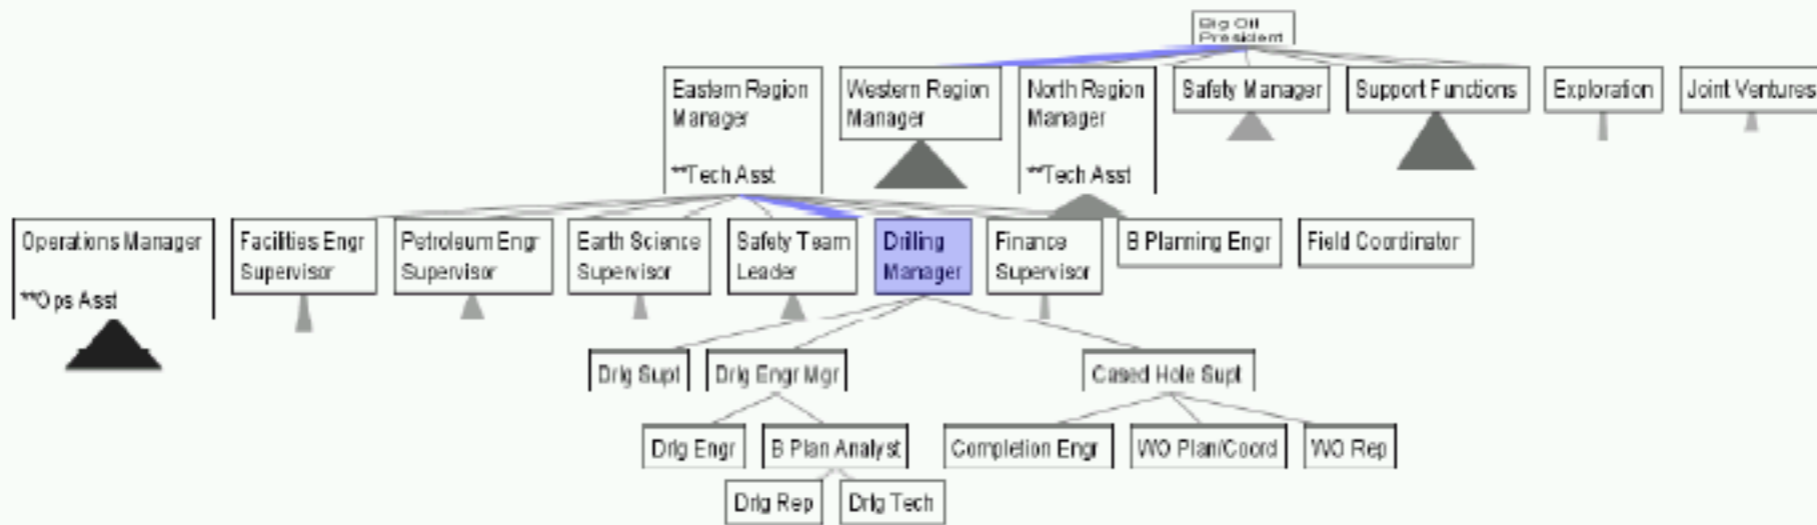 Big Oil
President
Eastern Region
Manager
**Tech Asst
Western Region
Manager
North Region
Manager
**Tech Asst
Safety Manager
Support Functions
Exploration
Joint Ventures
Operations Manager
**Ops Asst
Facilities Engr
Supervisor
Petroleum Engr
Supervisor
Earth Science
Supervisor
Safety Team
Leader
Drilling
Manager
Finance
Supervisor
B Planning Engr
Field Coordinator
Drlg Supt
Drlg Engr Mgr
Cased Hole Supt
Drlg Engr
B Plan Analyst
Completion Engr
WO Plan/Coord
WO Rep
Drlg Rep
Drlg Tech